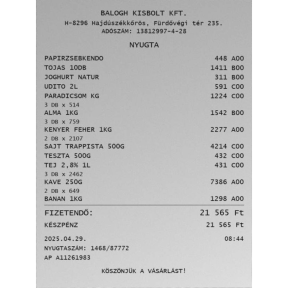 BALOGH KISBOLT KFT.
H-8296 Hajdúszékkőrös, Fürdővégi tér 235.
ADÓSZÁM: 13812997-4-28
NYUGTA
PAPIRZSEBKENDO 448 A00
TOJAS 10DB 1411 B00
JOGHURT NATUR 311 B00
UDITO 2L 591 C00
PARADICSOM KG 1224 C00
3 DB x 514
ALMA 1KG 1542 B00
3 DB x 759
KENYER FEHER 1KG 2277 A00
2 DB x 2107
SAJT TRAPPISTA 500G 4214 C00
TESZTA 500G 432 C00
TEJ 2,8% 1L 431 C00
3 DB x 2462
KAVE 250G 7386 A00
2 DB x 649
BANAN 1KG 1298 A00
FIZETENDŐ: 21 565 Ft
KÉSZPÉNZ 21 565 Ft
2025.04.29. 08:44
NYUGTASZÁM: 1468/87772
AP A11261983
KÖSZÖNJÜK A VÁSÁRLÁST!